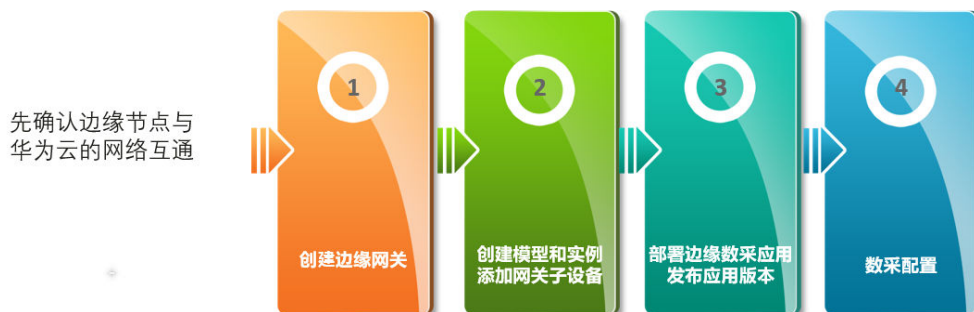 先确认边缘节点与
华为云的网络互通
1
创建边缘网关
2
创建模型和实例
添加网关子设备
3
部署边缘数采应用
发布应用版本
4
数采配置